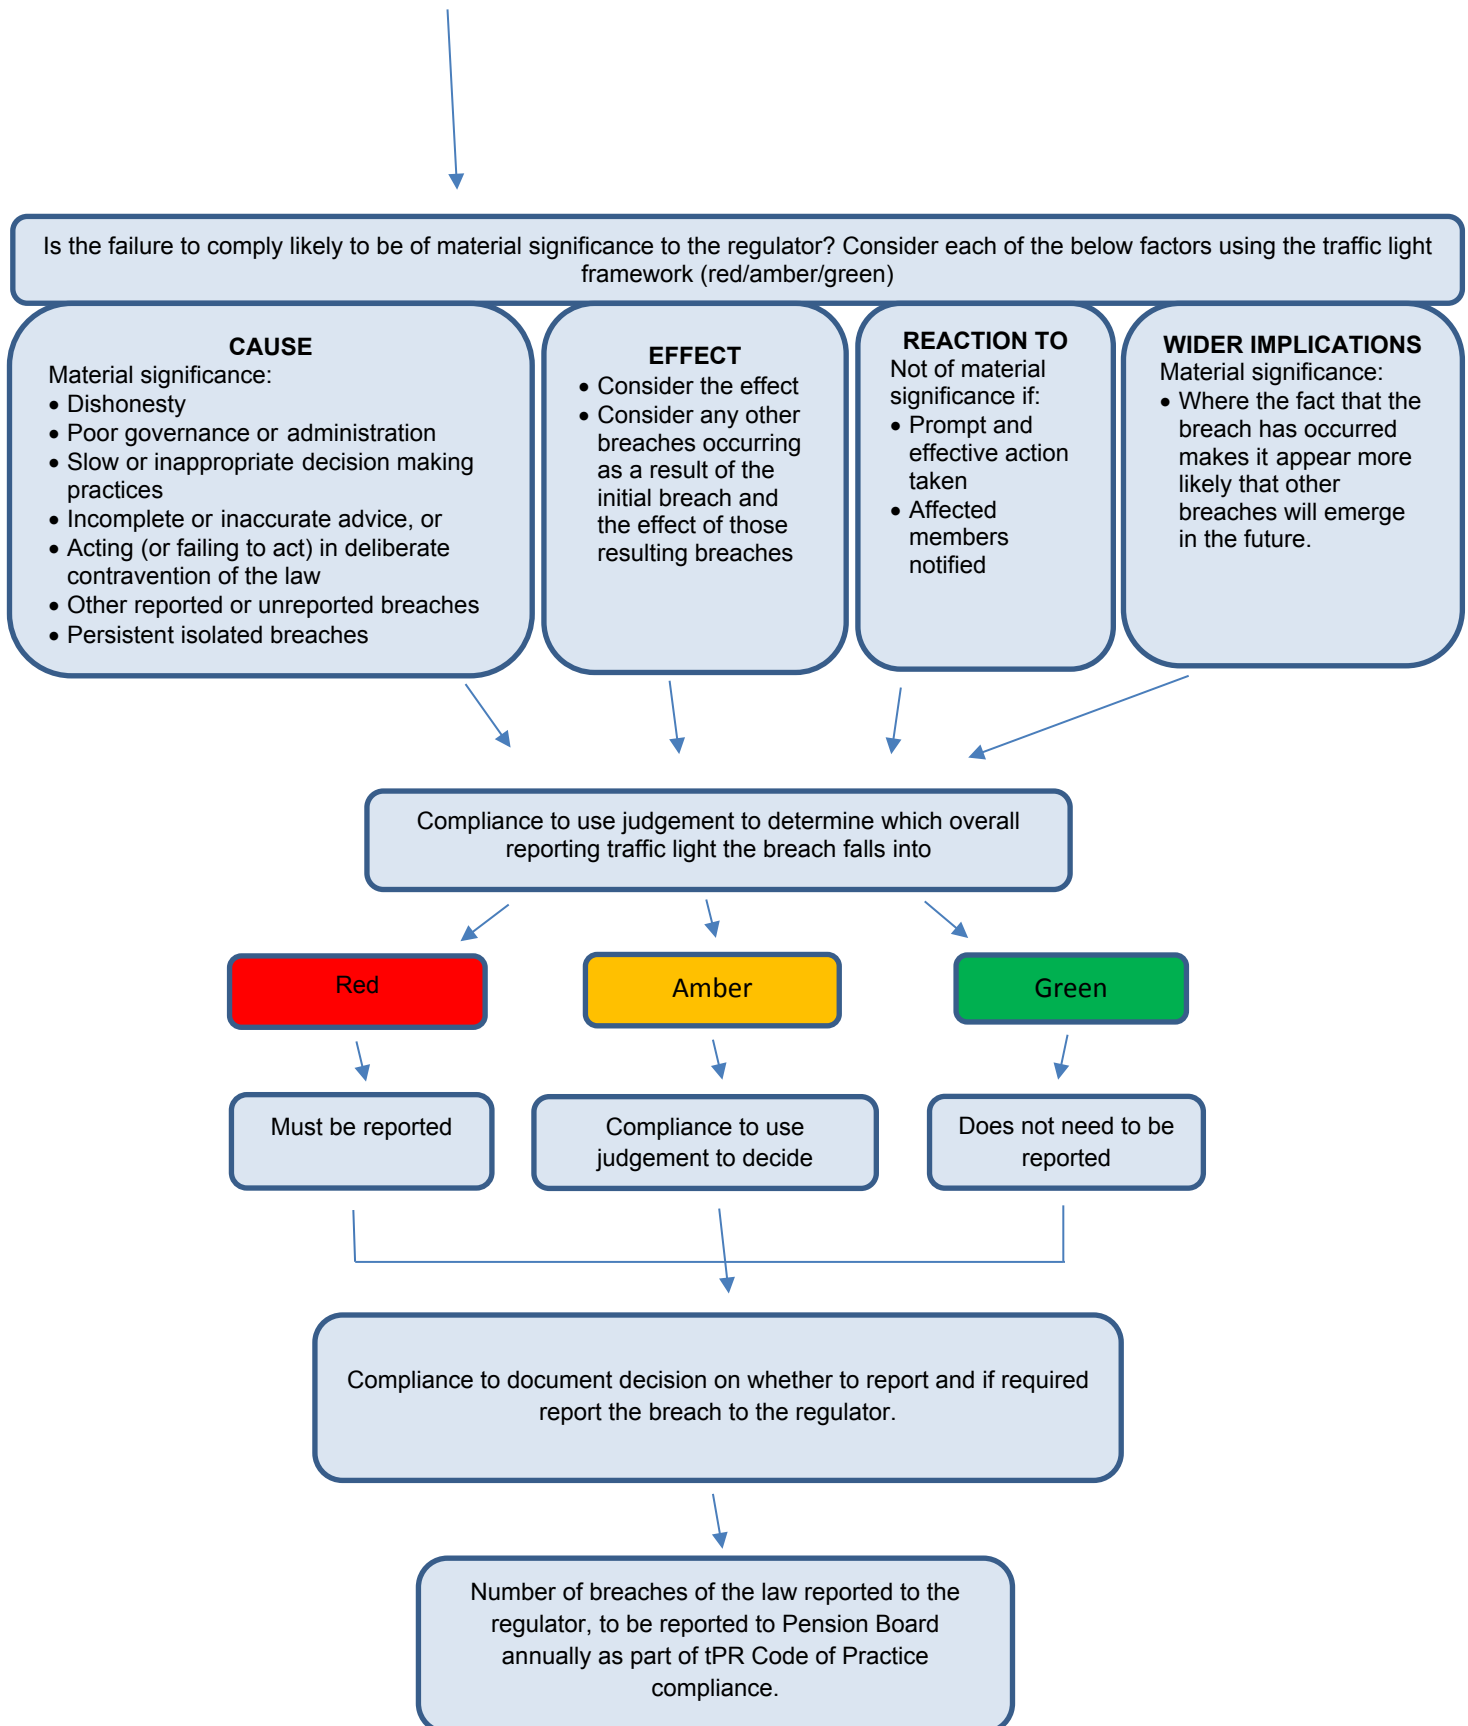 Is the failure to comply likely to be of material significance to the regulator? Consider each of the below factors using the traffic light
framework (red/amber/green)
CAUSE
Material significance:
• Dishonesty
• Poor governance or administration
• Slow or inappropriate decision making
practices
• Incomplete or inaccurate advice, or
• Acting (or failing to act) in deliberate
contravention of the law
• Other reported or unreported breaches
• Persistent isolated breaches
EFFECT
• Consider the effect
• Consider any other
breaches occurring
as a result of the
initial breach and
the effect of those
resulting breaches
REACTION TO
Not of material
significance if:
• Prompt and
effective action
taken
• Affected
members
notified
WIDER IMPLICATIONS
Material significance:
• Where the fact that the
breach has occurred
makes it appear more
likely that other
breaches will emerge
in the future.
Compliance to use judgement to determine which overall
reporting traffic light the breach falls into
Red
Amber
Green
Must be reported
Compliance to use
judgement to decide
Does not need to be
reported
Compliance to document decision on whether to report and if required
report the breach to the regulator.
Number of breaches of the law reported to the
regulator, to be reported to Pension Board
annually as part of tPR Code of Practice
compliance.